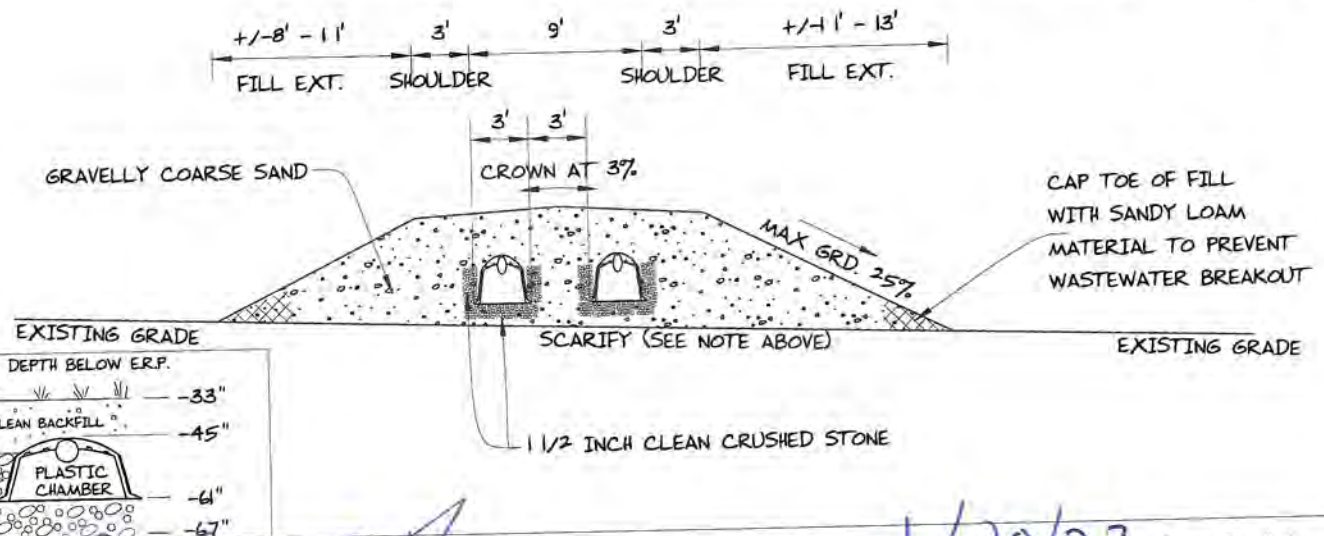 +/-8' - 11' 3' 9' 3' +/-11' - 13'
FILL EXT. SHOULDER SHOULDER FILL EXT.
3' 3'
GRAVELLY COARSE SAND
CROWN AT 3%
MAX GRD. 25%
CAP TOE OF FILL
WITH SANDY LOAM
MATERIAL TO PREVENT
WASTEWATER BREAKOUT
EXISTING GRADE
SCARIFY (SEE NOTE ABOVE)
EXISTING GRADE
DEPTH BELOW E.R.P.
-33"
LEAN BACKFILL
-45"
PLASTIC
CHAMBER
-61"
-67"
1 1/2 INCH CLEAN CRUSHED STONE